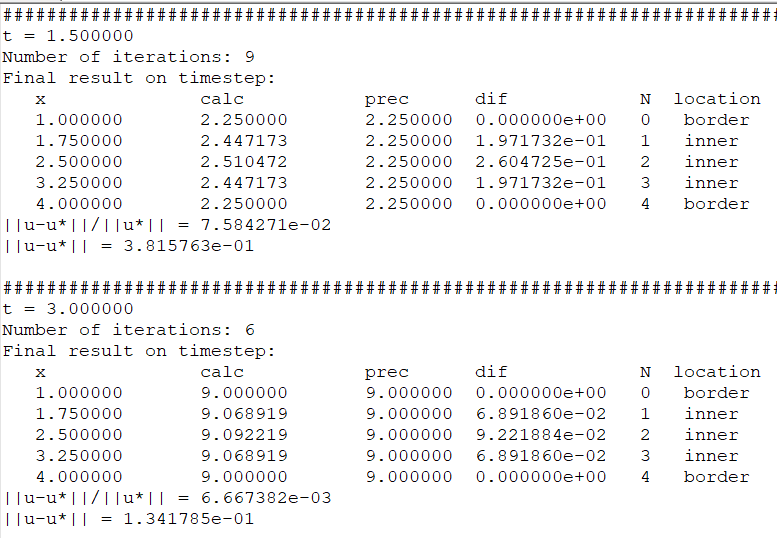 ########################################################################
t = 1.500000
Number of iterations: 9
Final result on timestep:
x calc prec dif N location
1.000000 2.250000 2.250000 0.000000e+00 0 border
1.750000 2.447173 2.250000 1.971732e-01 1 inner
2.500000 2.510472 2.250000 2.604725e-01 2 inner
3.250000 2.447173 2.250000 1.971732e-01 3 inner
4.000000 2.250000 2.250000 0.000000e+00 4 border
||u-u*||/||u*|| = 7.584271e-02
||u-u*|| = 3.815763e-01
########################################################################
t = 3.000000
Number of iterations: 6
Final result on timestep:
x calc prec dif N location
1.000000 9.000000 9.000000 0.000000e+00 0 border
1.750000 9.068919 9.000000 6.891860e-02 1 inner
2.500000 9.092219 9.000000 9.221884e-02 2 inner
3.250000 9.068919 9.000000 6.891860e-02 3 inner
4.000000 9.000000 9.000000 0.000000e+00 4 border
||u-u*||/||u*|| = 6.667382e-03
||u-u*|| = 1.341785e-01